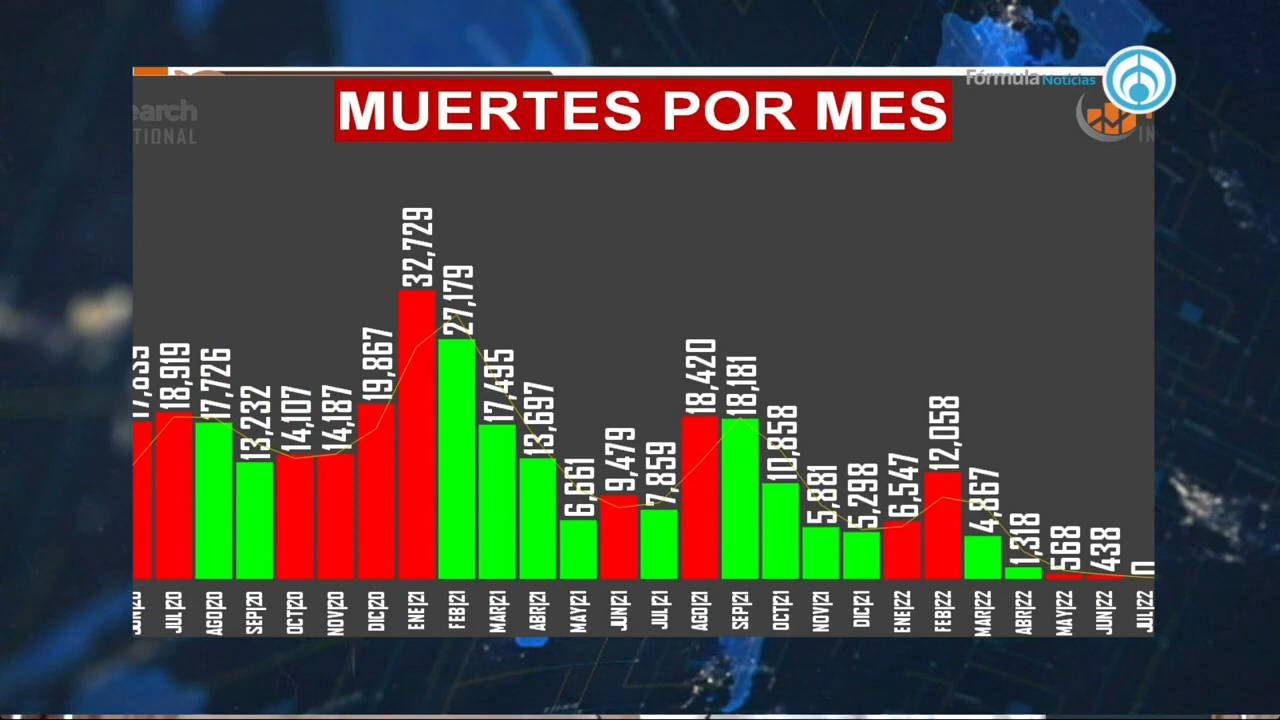 Fórmula Noticias
earch
TIONAL
MUERTES POR MES
IN
18,919
17,726
13,232
14,107
14,187
19,867
32,729
27,179
17,495
13,697
6,661
9,479
7,859
18,420
18,181
10,858
5,881
5,298
6,547
12,058
4,867
1,318
568
438
0
JUL|20
AGO|20
SEP|20
OCT|20
NOV|20
DIC|20
ENE|21
FEB|21
MAR|21
ABR|21
MAY|21
JUN|21
JUL|21
AGO|21
SEP|21
OCT|21
NOV|21
DIC|21
ENE|22
FEB|22
MAR|22
ABR|22
MAY|22
JUN|22
JUL|22